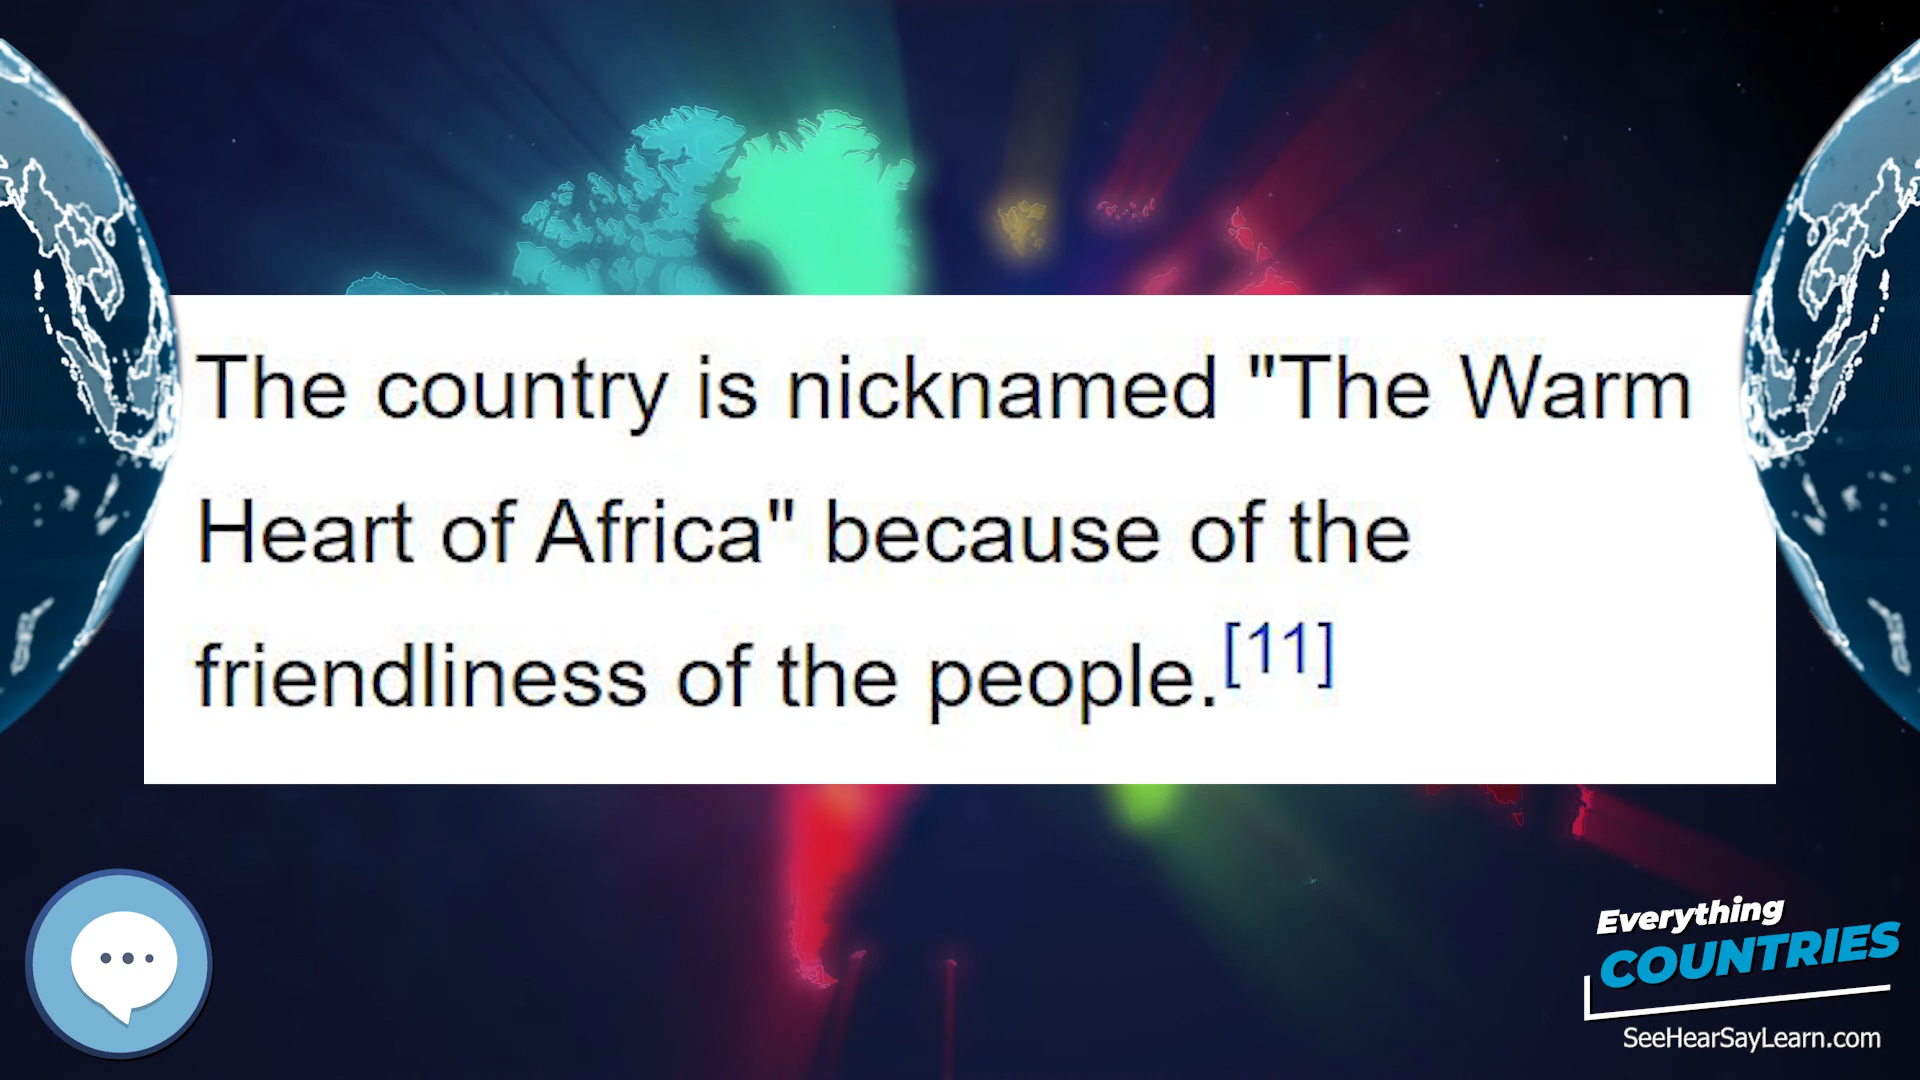 The country is nicknamed "The Warm
Heart of Africa" because of the
friendliness of the people.[11]
Everything
COUNTRIES
SeeHearSayLearn.com